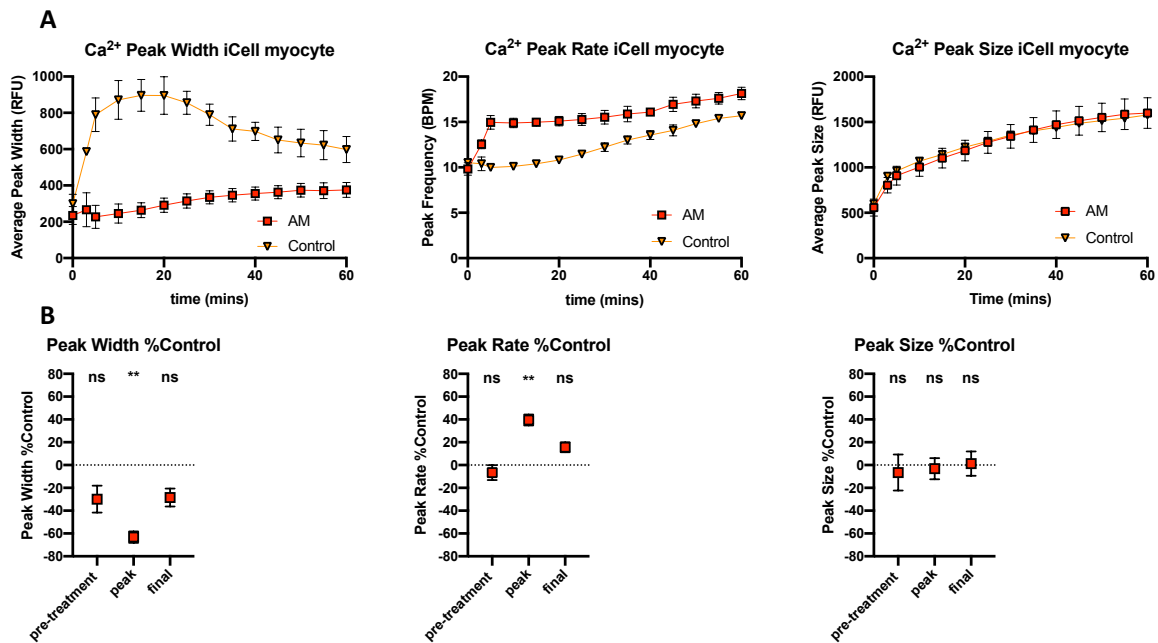 A
Ca²⁺ Peak Width iCell myocyte
Average Peak Width (RFU)
1000
800
600
400
200
0
0
20
40
60
AM
Control
time (mins)
Ca²⁺ Peak Rate iCell myocyte
Peak Frequency (BPM)
20
15
10
5
0
0
20
40
60
AM
Control
time (mins)
Ca²⁺ Peak Size iCell myocyte
Average Peak Size (RFU)
2000
1500
1000
500
0
0
20
40
60
AM
Control
Time (mins)
B
Peak Width %Control
Peak Width %Control
80
60
40
20
0
-20
-40
-60
-80
ns
**
ns
pre-treatment
peak
final
Peak Rate %Control
Peak Rate %Control
80
60
40
20
0
-20
-40
-60
-80
ns
**
ns
pre-treatment
peak
final
Peak Size %Control
Peak Size %Control
80
60
40
20
0
-20
-40
-60
-80
ns
ns
ns
pre-treatment
peak
final